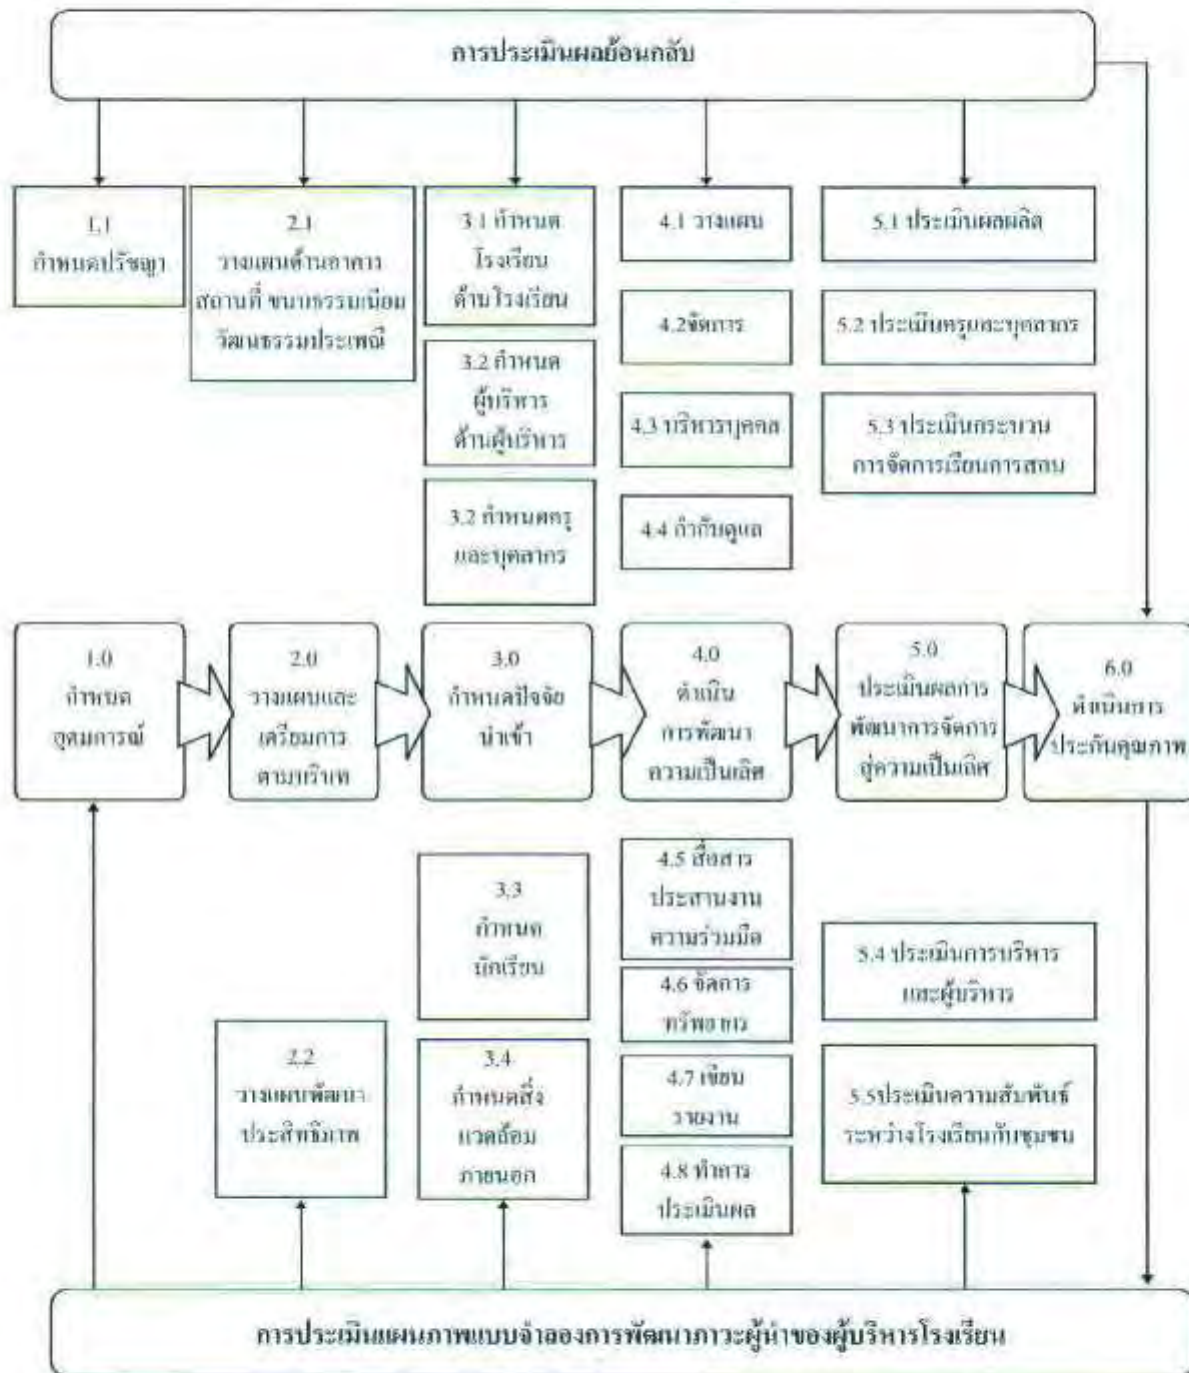 การประเมินผลย้อนกลับ
1.1
กำหนดปรัชญา
2.1
วางแผนด้านอาคาร
สถานที่ ขนบธรรมเนียม
วัฒนธรรมประเพณี
3.1 กำหนด
โรงเรียน
ด้านโรงเรียน
3.2 กำหนด
ผู้บริหาร
ด้านผู้บริหาร
3.2 กำหนดครู
และบุคลากร
4.1 วางแผน
4.2จัดการ
4.3 บริหารบุคคล
4.4 กำกับดูแล
5.1 ประเมินผลผลิต
5.2 ประเมินครูและบุคลากร
5.3 ประเมินกระบวน
การจัดการเรียนการสอน
1.0
กำหนด
อุดมการณ์
2.0
วางแผนและ
เตรียมการ
ตามบริบท
3.0
กำหนดปัจจัย
นำเข้า
4.0
ดำเนิน
การพัฒนา
ความเป็นเลิศ
5.0
ประเมินผลการ
พัฒนาการจัดการ
สู่ความเป็นเลิศ
6.0
ดำเนินการ
ประกันคุณภาพ
2.2
วางแผนพัฒนา
ประสิทธิภาพ
3.3
กำหนด
นักเรียน
3.4
กำหนดสิ่ง
แวดล้อม
ภายนอก
4.5 สื่อสาร
ประสานงาน
ความร่วมมือ
4.6 จัดการ
ทรัพยากร
4.7 เขียน
รายงาน
4.8 ทำการ
ประเมินผล
5.4 ประเมินการบริหาร
และผู้บริหาร
5.5ประเมินความสัมพันธ์
ระหว่างโรงเรียนกับชุมชน
การประเมินแผนภาพแบบจำลองการพัฒนาภาวะผู้นำของผู้บริหารโรงเรียน